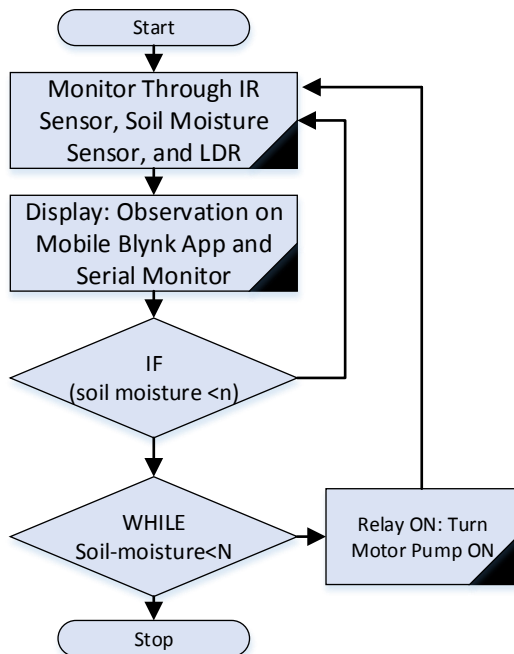 Start
Monitor Through IR
Sensor, Soil Moisture
Sensor, and LDR
Display: Observation on
Mobile Blynk App and
Serial Monitor
IF
(soil moisture <n)
WHILE
Soil-moisture<N
Relay ON: Turn
Motor Pump ON
Stop